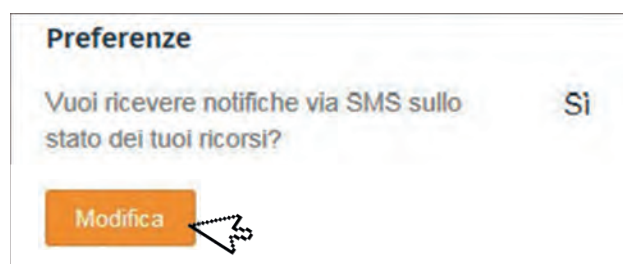 Preferenze
Vuoi ricevere notifiche via SMS sullo Sì
stato dei tuoi ricorsi?
Modifica